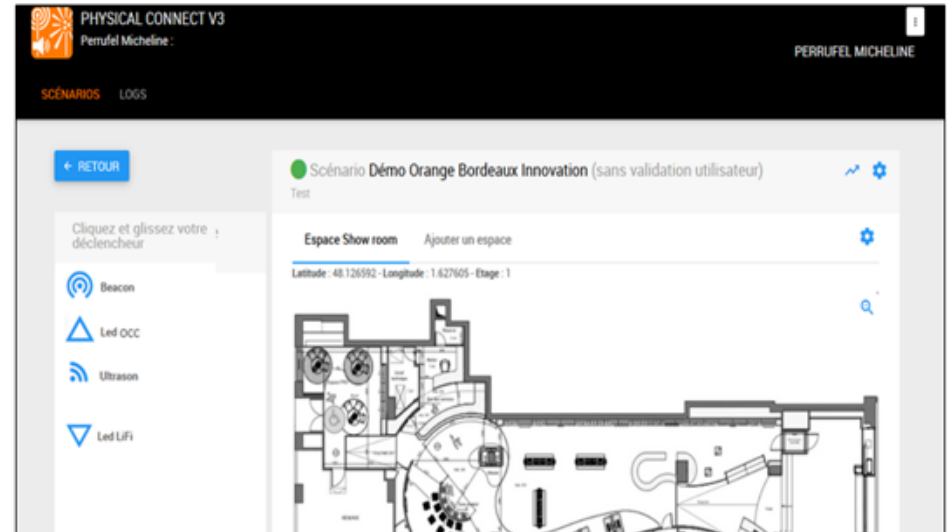 PHYSICAL CONNECT V3
Perrufel Micheline :
PERRUFEL MICHELINE
SCÉNARIOS LOGS
← RETOUR
Scénario Démo Orange Bordeaux Innovation (sans validation utilisateur)
Test
Cliquez et glissez votre
déclencheur
Espace Show room Ajouter un espace
Latitude : 48.126592 - Longitude : 1.627605 - Etage : 1
Beacon
Led OCC
Ultrason
Led LiFi